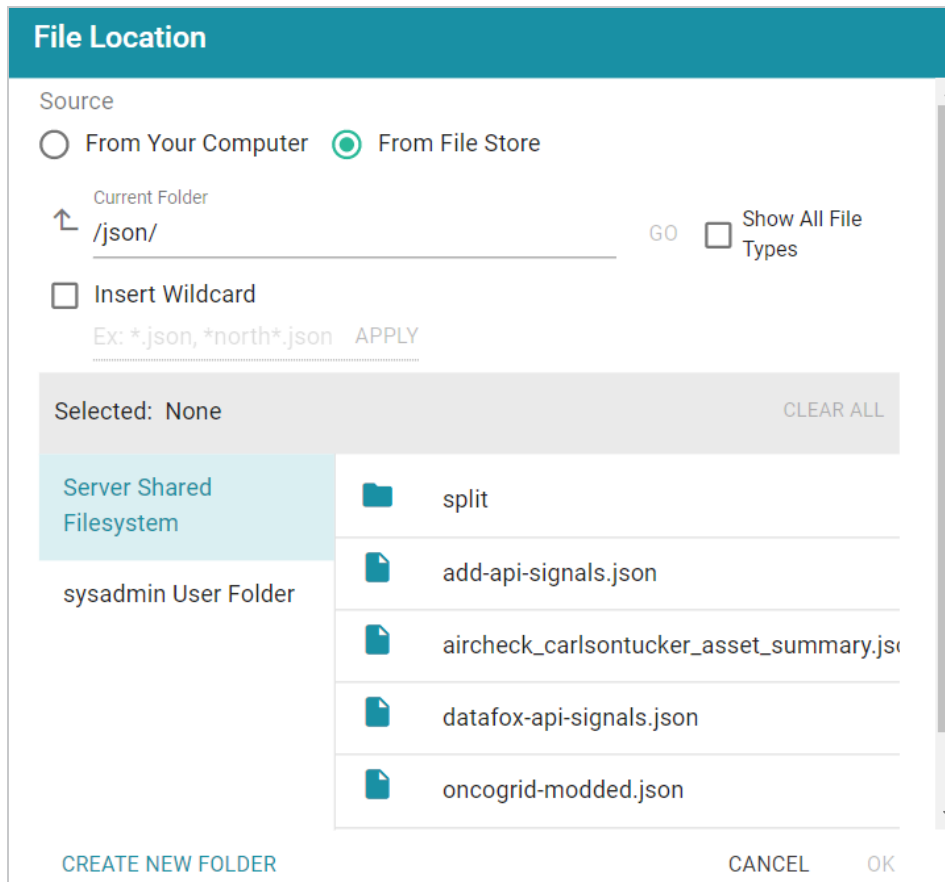 File Location
Source
From Your Computer
From File Store
Current Folder
/json/
GO
Show All File
Types
Insert Wildcard
Ex: *.json, *north*.json
APPLY
Selected: None
CLEAR ALL
Server Shared
Filesystem
sysadmin User Folder
split
add-api-signals.json
aircheck_carlsontucker_asset_summary.jso
datafox-api-signals.json
oncogrid-modded.json
CREATE NEW FOLDER
CANCEL
OK